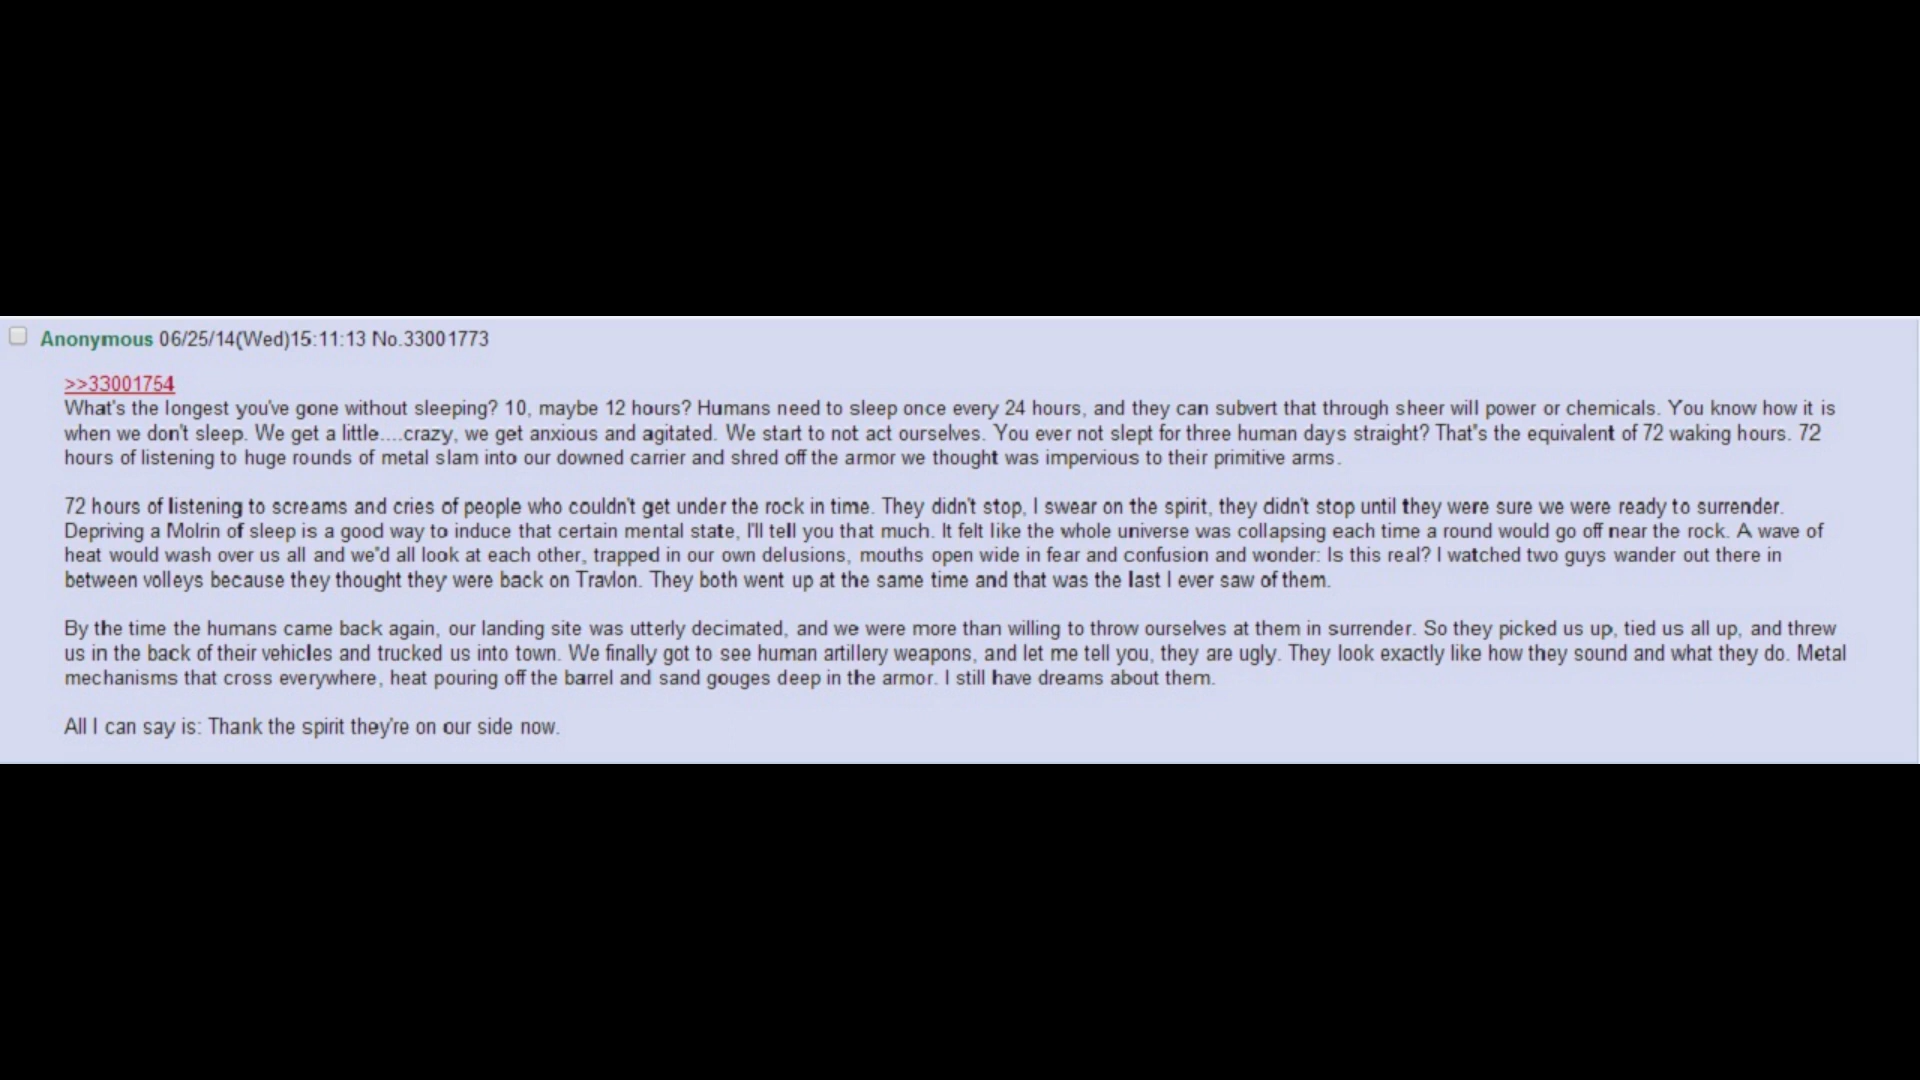 Anonymous 06/25/14(Wed)15:11:13 No.33001773
>>33001754
What's the longest you've gone without sleeping? 10, maybe 12 hours? Humans need to sleep once every 24 hours, and they can subvert that through sheer will power or chemicals. You know how it is
when we don't sleep. We get a little....crazy, we get anxious and agitated. We start to not act ourselves. You ever not slept for three human days straight? That's the equivalent of 72 waking hours. 72
hours of listening to huge rounds of metal slam into our downed carrier and shred off the armor we thought was impervious to their primitive arms.
72 hours of listening to screams and cries of people who couldn't get under the rock in time. They didn't stop, I swear on the spirit, they didn't stop until they were sure we were ready to surrender.
Depriving a Molrin of sleep is a good way to induce that certain mental state, I'll tell you that much. It felt like the whole universe was collapsing each time a round would go off near the rock. A wave of
heat would wash over us all and we'd all look at each other, trapped in our own delusions, mouths open wide in fear and confusion and wonder: Is this real? I watched two guys wander out there in
between volleys because they thought they were back on Travlon. They both went up at the same time and that was the last I ever saw of them.
By the time the humans came back again, our landing site was utterly decimated, and we were more than willing to throw ourselves at them in surrender. So they picked us up, tied us all up, and threw
us in the back of their vehicles and trucked us into town. We finally got to see human artillery weapons, and let me tell you, they are ugly. They look exactly like how they sound and what they do. Metal
mechanisms that cross everywhere, heat pouring off the barrel and sand gouges deep in the armor. I still have dreams about them.
All I can say is: Thank the spirit they're on our side now.